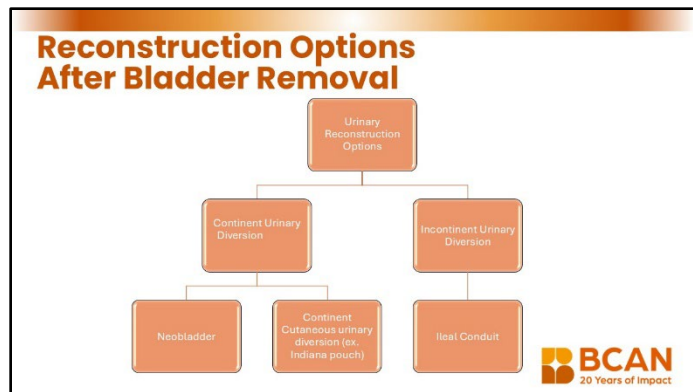 Reconstruction Options
After Bladder Removal
Urinary
Reconstruction
Options
Continent Urinary
Diversion
Incontinent Urinary
Diversion
Neobladder
Continent
Cutaneous urinary
diversion (ex.
Indiana pouch)
Ileal Conduit
BCAN
20 Years of Impact